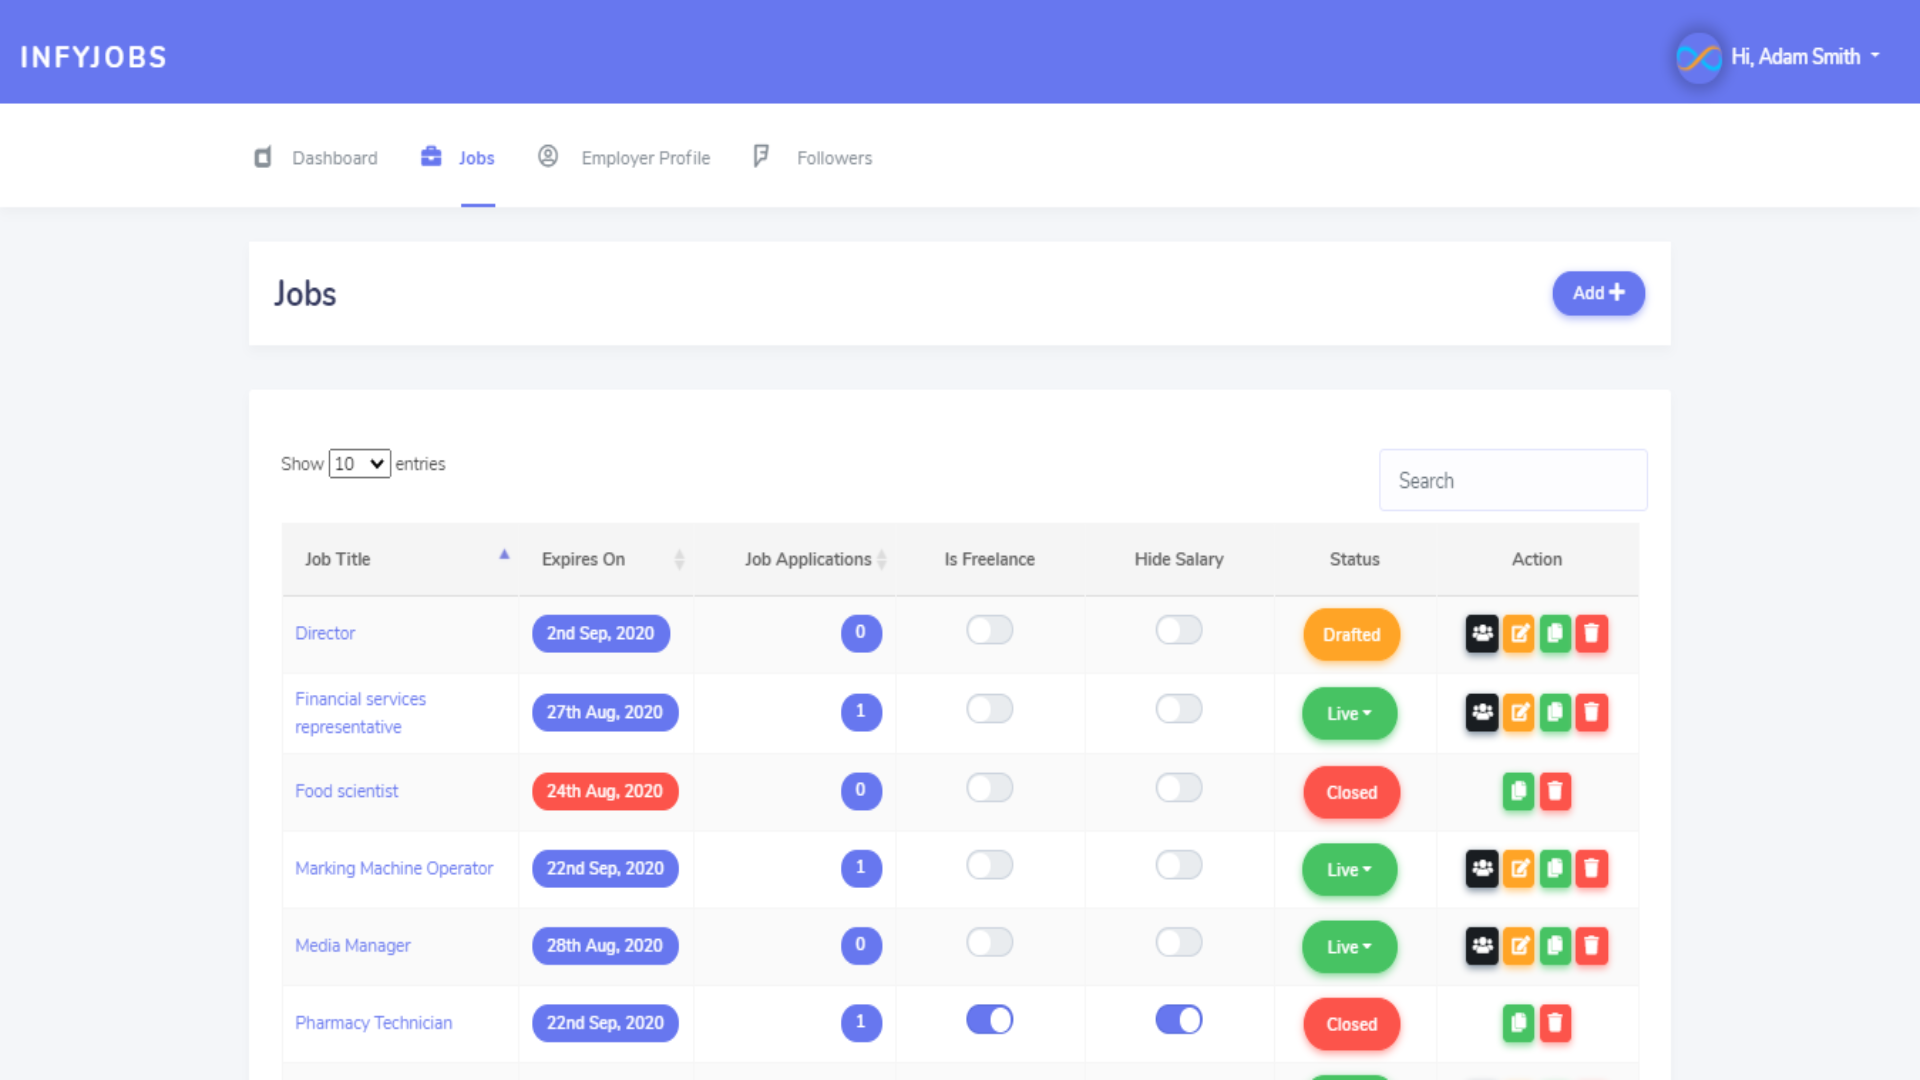 INFYJOBS
Hi, Adam Smith
Dashboard Jobs Employer Profile Followers
Jobs
Add
Show 10 entries
Search
Job Title Expires On Job Applications Is Freelance Hide Salary Status Action
Director 2nd Sep, 2020 0 Drafted
Financial services
representative 27th Aug, 2020 1 Live
Food scientist 24th Aug, 2020 0 Closed
Marking Machine Operator 22nd Sep, 2020 1 Live
Media Manager 28th Aug, 2020 0 Live
Pharmacy Technician 22nd Sep, 2020 1 Closed